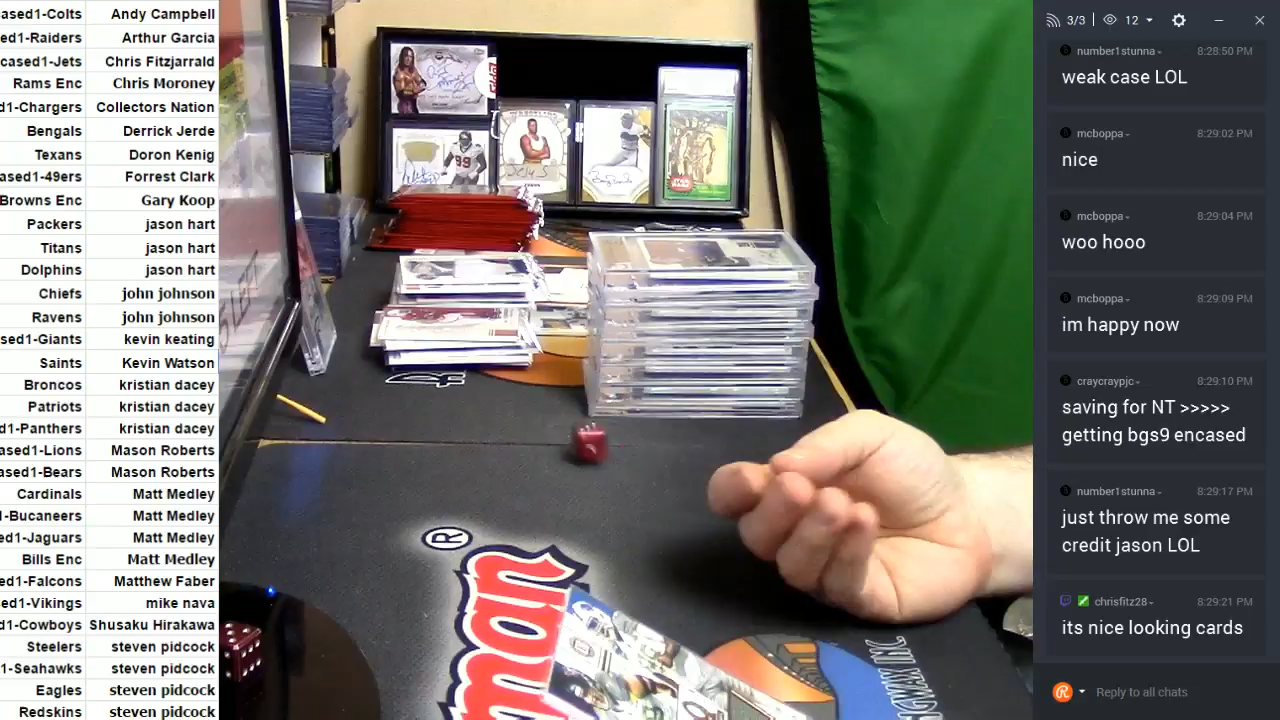 ased1-Colts Andy Campbell
ed1-Raiders Arthur Garcia
cased1-Jets Chris Fitzjarrald
Rams Enc Chris Moroney
d1-Chargers Collectors Nation
Bengals Derrick Jerde
Texans Doron Kenig
ased1-49ers Forrest Clark
Browns Enc Gary Koop
Packers jason hart
Titans jason hart
Dolphins jason hart
Chiefs john johnson
Ravens john johnson
sed1-Giants kevin keating
Saints Kevin Watson
Broncos kristian dacey
Patriots kristian dacey
d1-Panthers kristian dacey
ased1-Lions Mason Roberts
ased1-Bears Mason Roberts
Cardinals Matt Medley
1-Bucaneers Matt Medley
d1-Jaguars Matt Medley
Bills Enc Matt Medley
ed1-Falcons Matthew Faber
ed1-Vikings mike nava
d1-Cowboys Shusaku Hirakawa
Steelers steven pidcock
1-Seahawks steven pidcock
Eagles steven pidcock
Redskins steven pidcock
99
STAR WARS
®
man
GCWAX INC
3/3 12
number1stunna 8:28:50 PM
weak case LOL
mcboppa 8:29:02 PM
nice
mcboppa 8:29:04 PM
woo hooo
mcboppa 8:29:09 PM
im happy now
craycraypjc 8:29:10 PM
saving for NT >>>>>
getting bgs9 encased
number1stunna 8:29:17 PM
just throw me some
credit jason LOL
chrisfitz28 8:29:21 PM
its nice looking cards
Reply to all chats